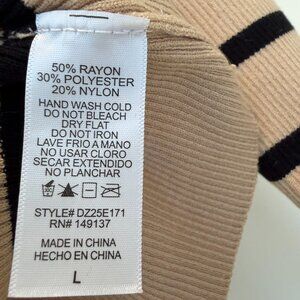 50% RAYON
30% POLYESTER
20% NYLON
HAND WASH COLD
DO NOT BLEACH
DRY FLAT
DO NOT IRON
LAVE FRIO A MANO
NO USAR CLORO
SECAR EXTENDIDO
NO PLANCHAR
STYLE# DZ25E171
RN# 149137
MADE IN CHINA
HECHO EN CHINA
L